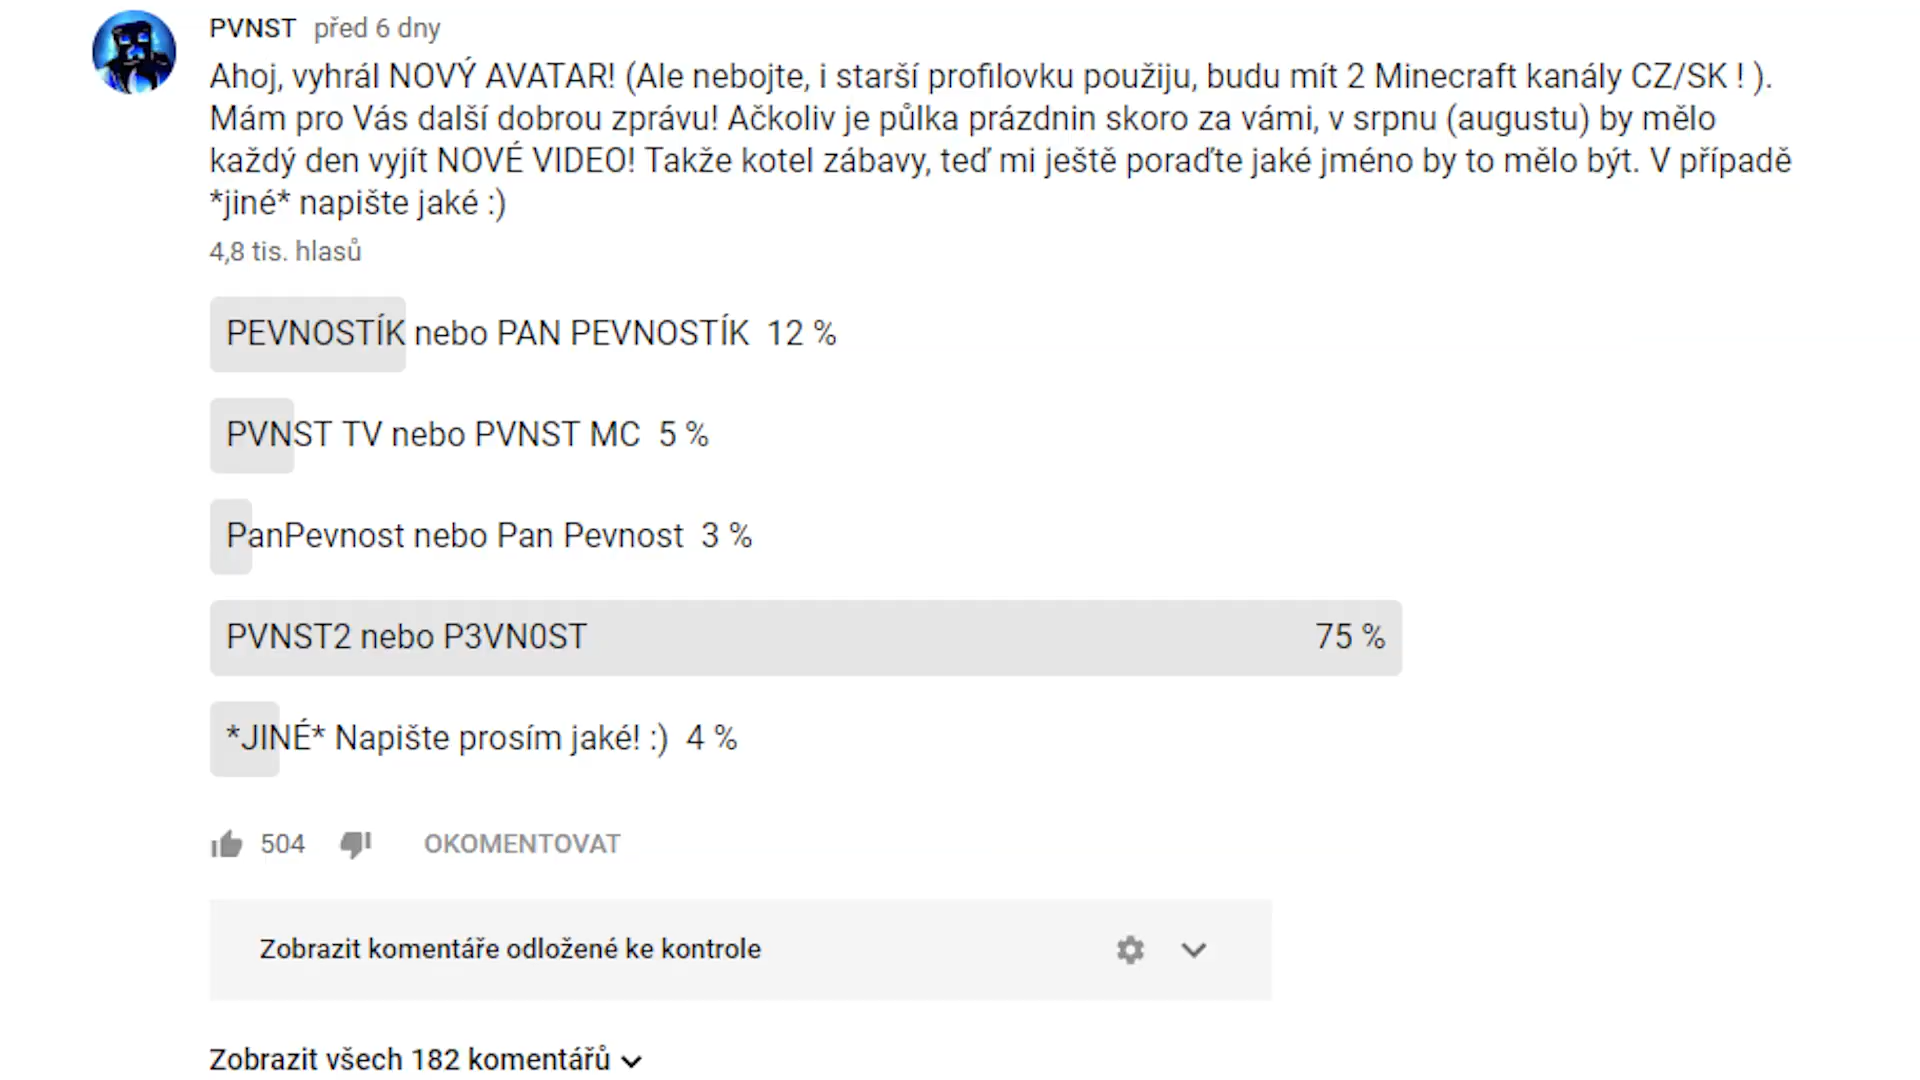 PVNST před 6 dny
Ahoj, vyhrál NOVÝ AVATAR! (Ale nebojte, i starší profilovku použiju, budu mít 2 Minecraft kanály CZ/SK ! ).
Mám pro Vás další dobrou zprávu! Ačkoliv je půlka prázdnin skoro za vámi, v srpnu (augustu) by mělo
každý den vyjít NOVÉ VIDEO! Takže kotel zábavy, teď mi ještě poraďte jaké jméno by to mělo být. V případě
*jiné* napište jaké :)
4,8 tis. hlasů
PEVNOSTÍK nebo PAN PEVNOSTÍK 12 %
PVNST TV nebo PVNST MC 5 %
PanPevnost nebo Pan Pevnost 3 %
PVNST2 nebo P3VN0ST 75 %
*JINÉ* Napište prosím jaké! :) 4 %
504 OKOMENTOVAT
Zobrazit komentáře odložené ke kontrole
Zobrazit všech 182 komentářů